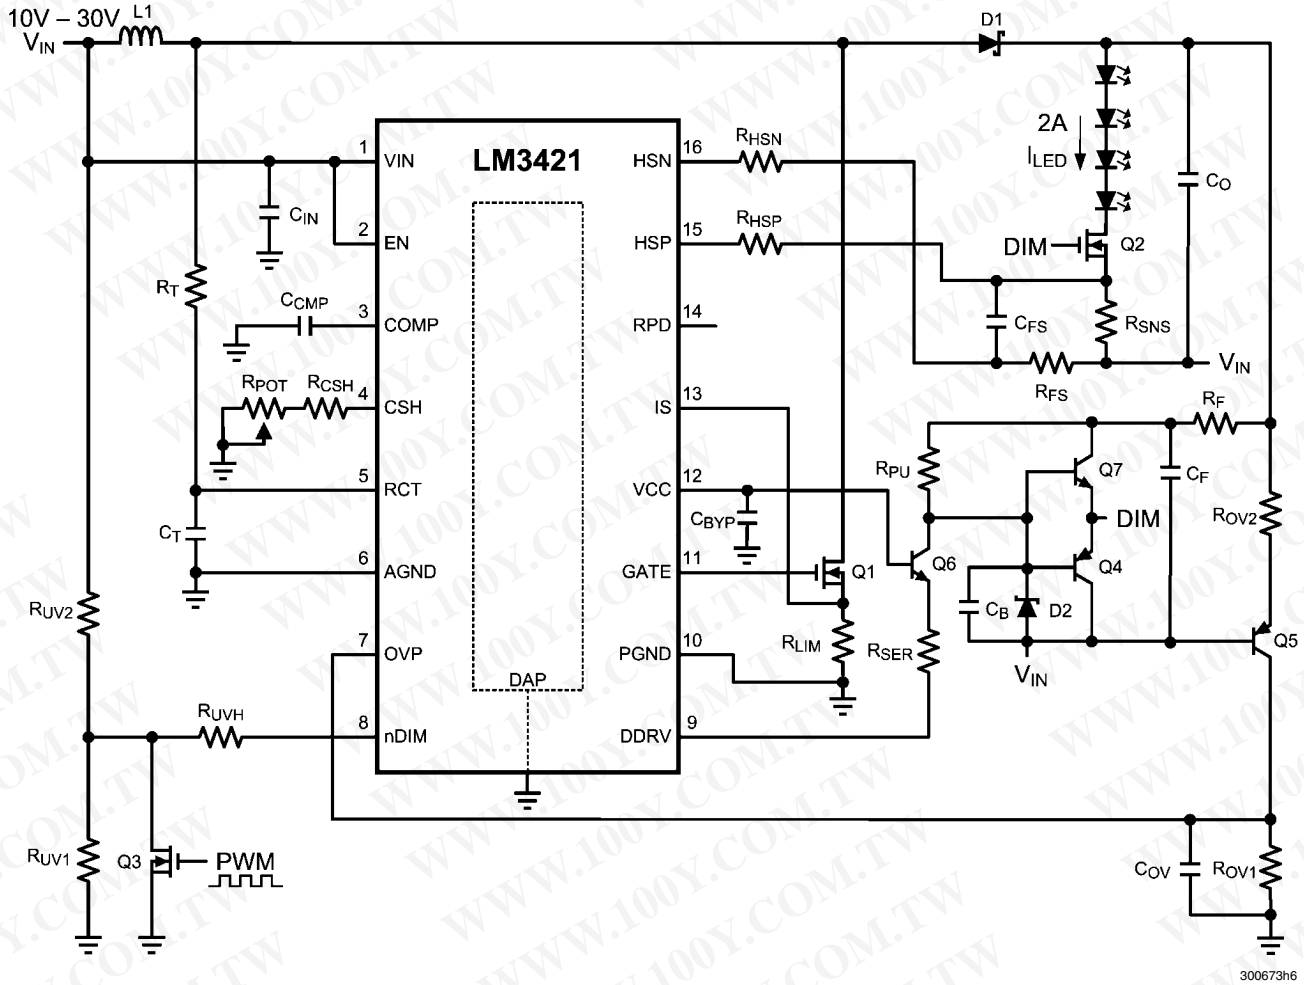 10V – 30V
L1
D1
VIN
LM3421
1 VIN
2 EN
3 COMP
4 CSH
5 RCT
6 AGND
7 OVP
8 nDIM
HSN 16
HSP 15
RPD 14
IS 13
VCC 12
GATE 11
PGND 10
DDRV 9
DAP
CIN
RT
CCMP
RPOT
RCSH
CT
RUV2
RUVH
RUV1
Q3
PWM
RHSN
RHSP
2A
ILED
CO
DIM
Q2
CFS
RSNS
RFS
VIN
RF
RPU
Q7
CF
CBYP
DIM
ROV2
Q1
Q6
Q4
CB
D2
RLIM
RSER
VIN
Q5
COV
ROV1
300673h6
WWW.100Y.COM.TW